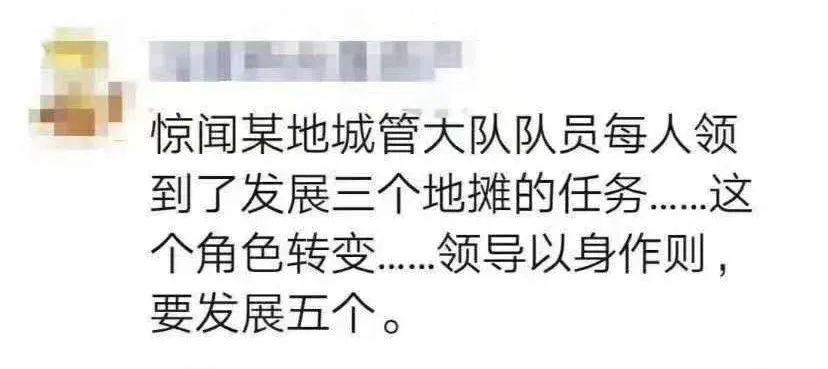 惊闻某地城管大队队员每人领
到了发展三个地摊的任务……这
个角色转变……领导以身作则，
要发展五个。